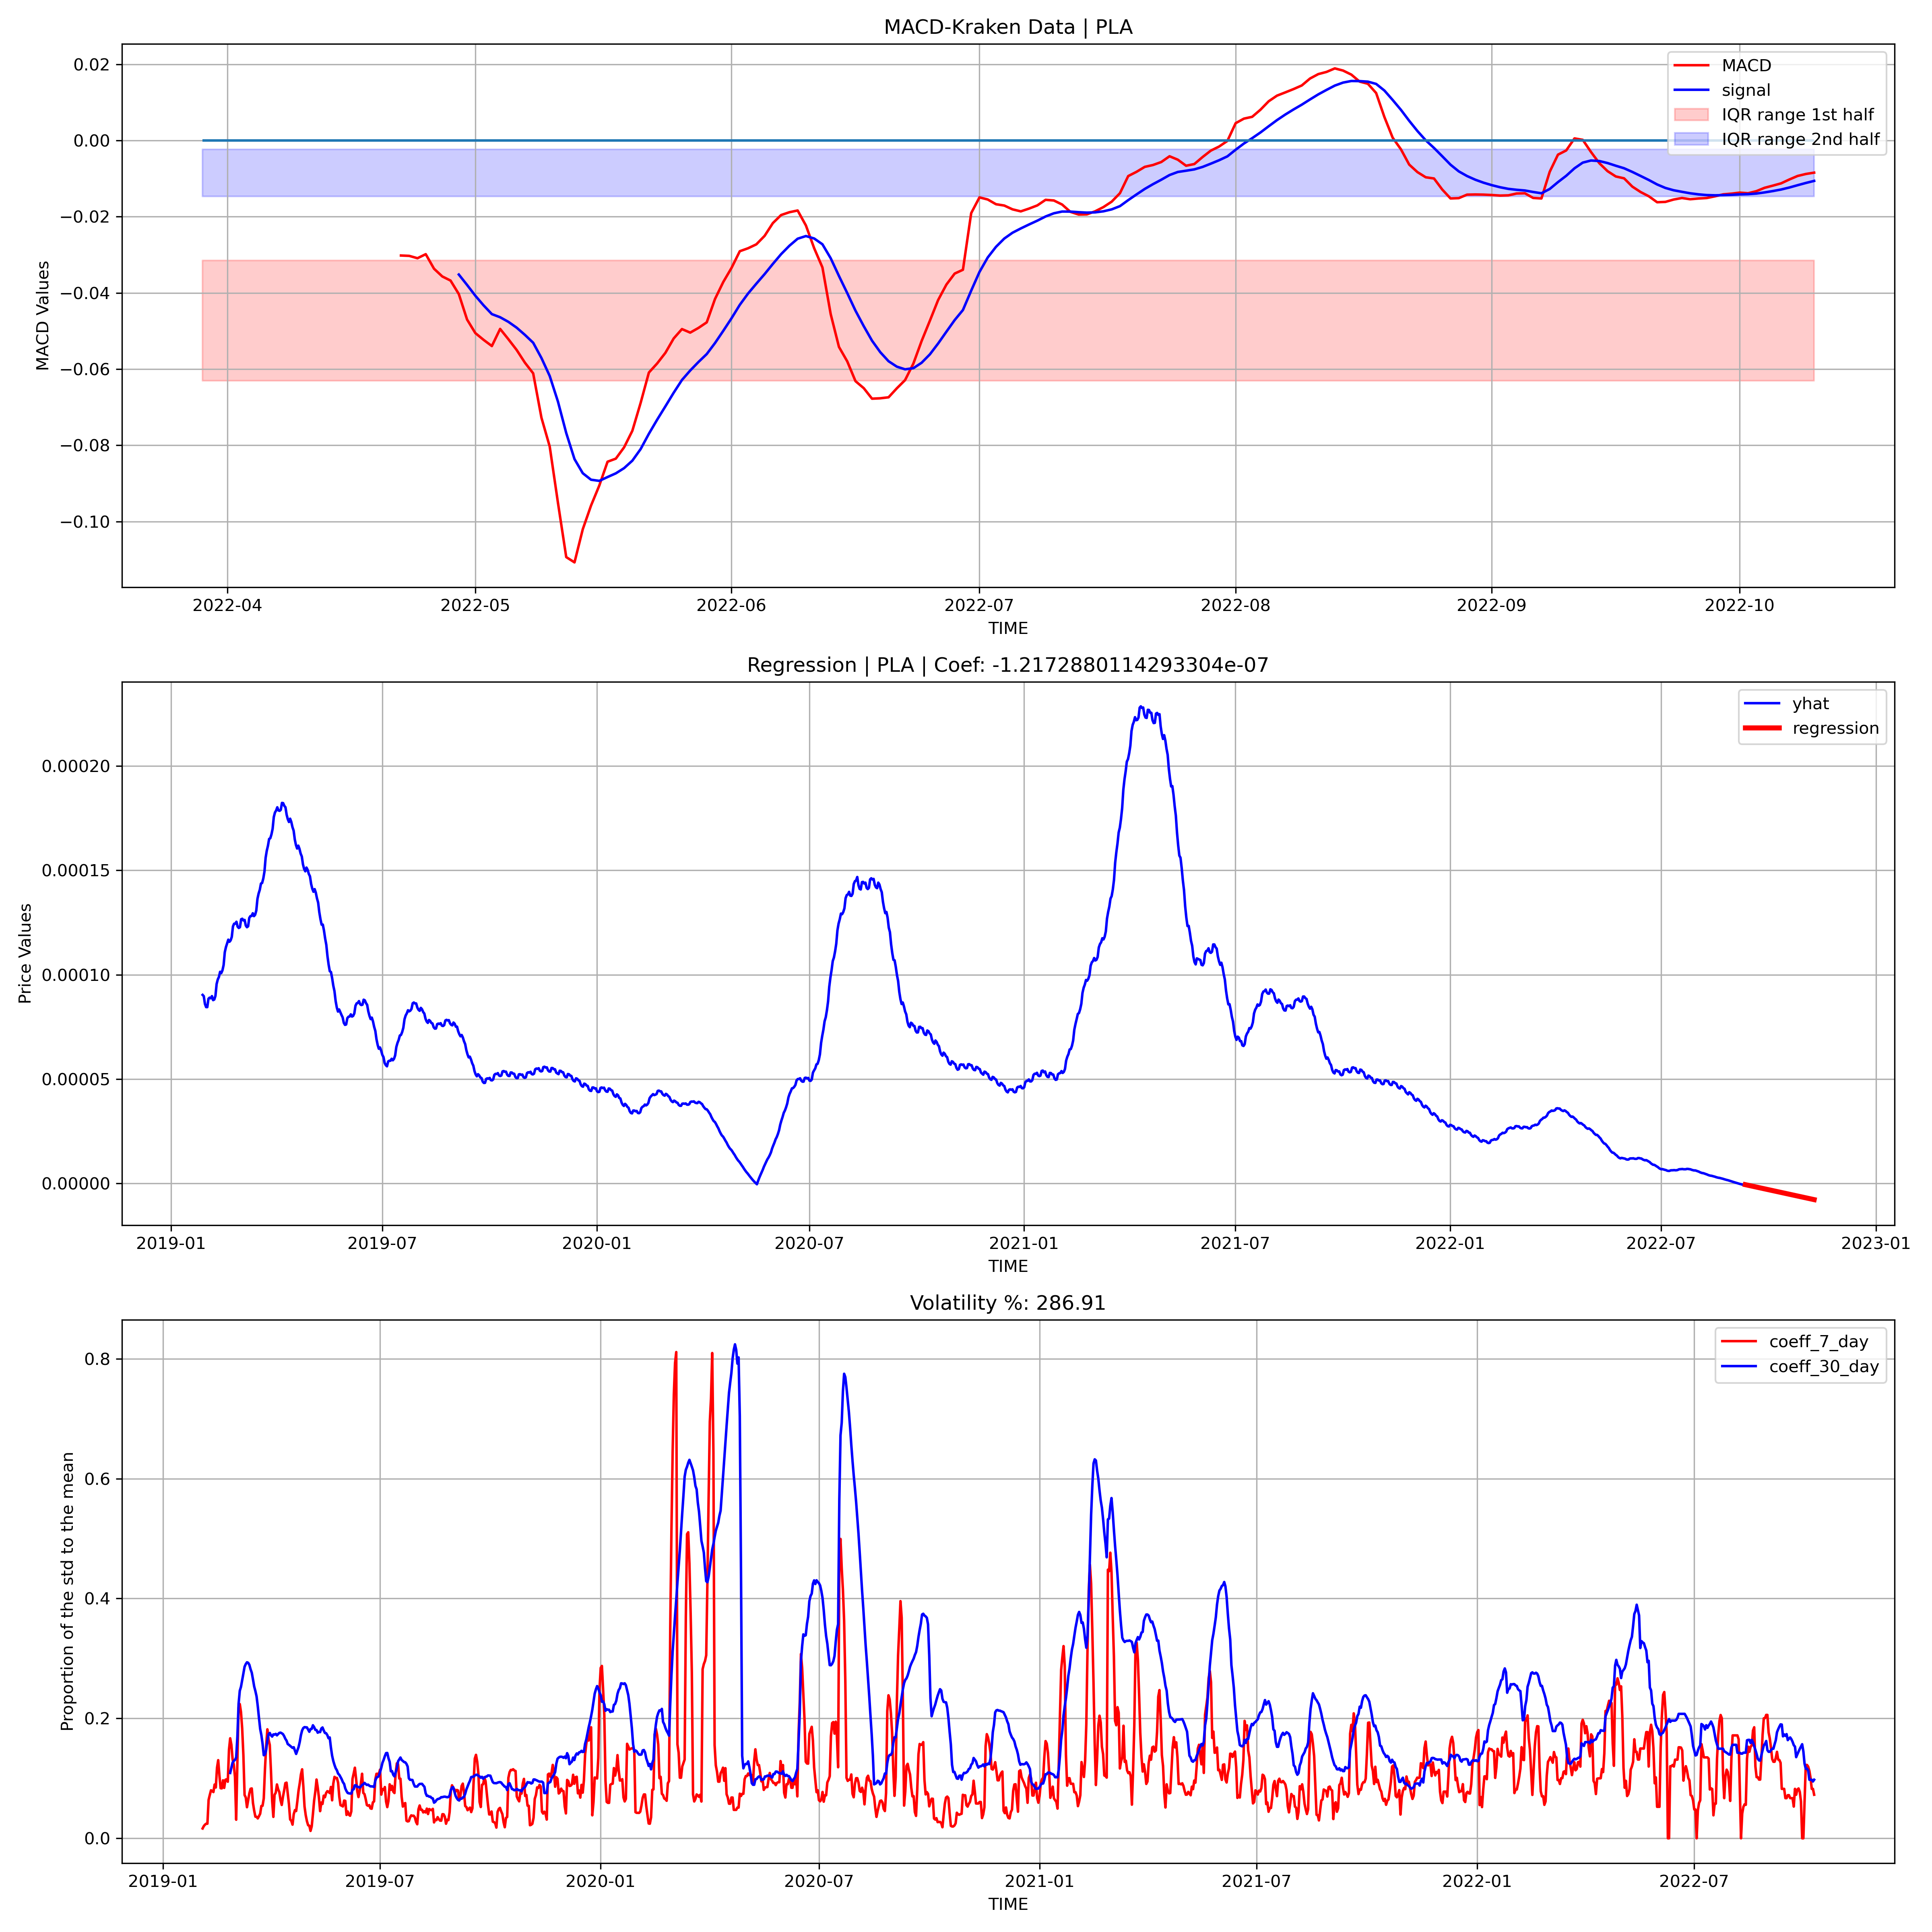 MACD-Kraken Data | PLA
MACD
signal
IQR range 1st half
IQR range 2nd half
MACD Values
0.02
0.00
−0.02
−0.04
−0.06
−0.08
−0.10
2022-04 2022-05 2022-06 2022-07 2022-08 2022-09 2022-10
TIME
Regression | PLA | Coef: -1.2172880114293304e-07
yhat
regression
Price Values
0.00020
0.00015
0.00010
0.00005
0.00000
2019-01 2019-07 2020-01 2020-07 2021-01 2021-07 2022-01 2022-07 2023-01
TIME
Volatility %: 286.91
coeff_7_day
coeff_30_day
Proportion of the std to the mean
0.8
0.6
0.4
0.2
0.0
2019-01 2019-07 2020-01 2020-07 2021-01 2021-07 2022-01 2022-07
TIME